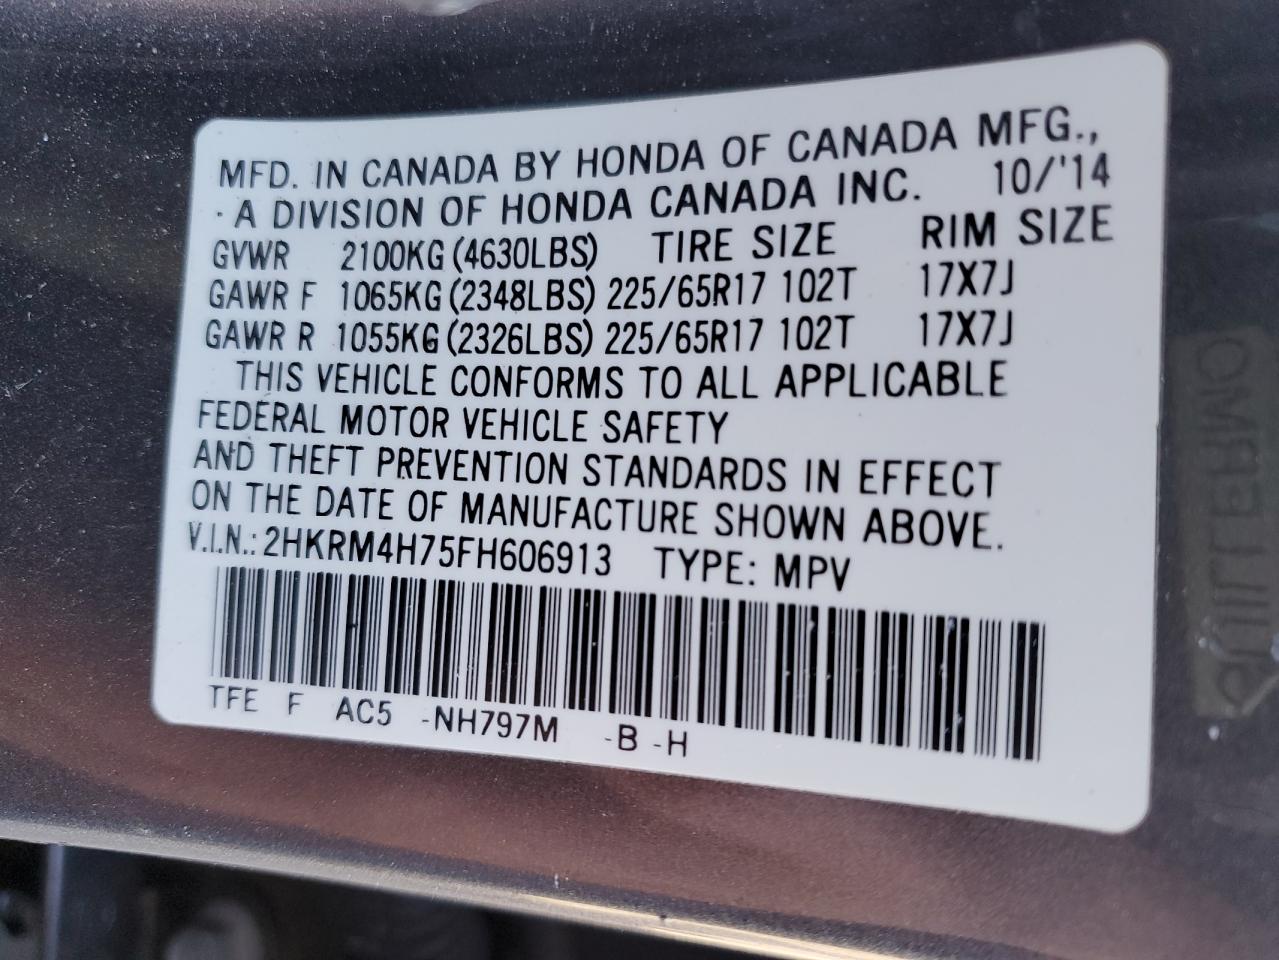 MFD. IN CANADA BY HONDA OF CANADA MFG.,
· A DIVISION OF HONDA CANADA INC. 10/'14
GVWR 2100KG (4630LBS) TIRE SIZE RIM SIZE
GAWR F 1065KG (2348LBS) 225/65R17 102T 17X7J
GAWR R 1055KG (2326LBS) 225/65R17 102T 17X7J
THIS VEHICLE CONFORMS TO ALL APPLICABLE
FEDERAL MOTOR VEHICLE SAFETY
AND THEFT PREVENTION STANDARDS IN EFFECT
ON THE DATE OF MANUFACTURE SHOWN ABOVE.
V.I.N.: 2HKRM4H75FH606913 TYPE: MPV
TFE F AC5 -NH797M -B -H